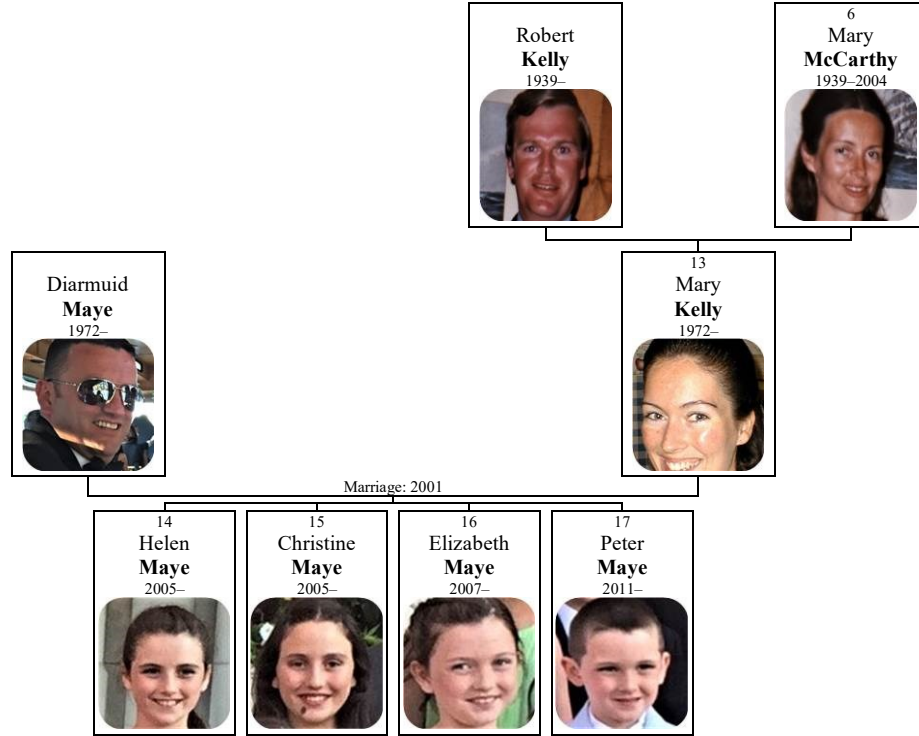 Robert
Kelly
1939–
6
Mary
McCarthy
1939–2004
Diarmuid
Maye
1972–
13
Mary
Kelly
1972–
Marriage: 2001
14
Helen
Maye
2005–
15
Christine
Maye
2005–
16
Elizabeth
Maye
2007–
17
Peter
Maye
2011–